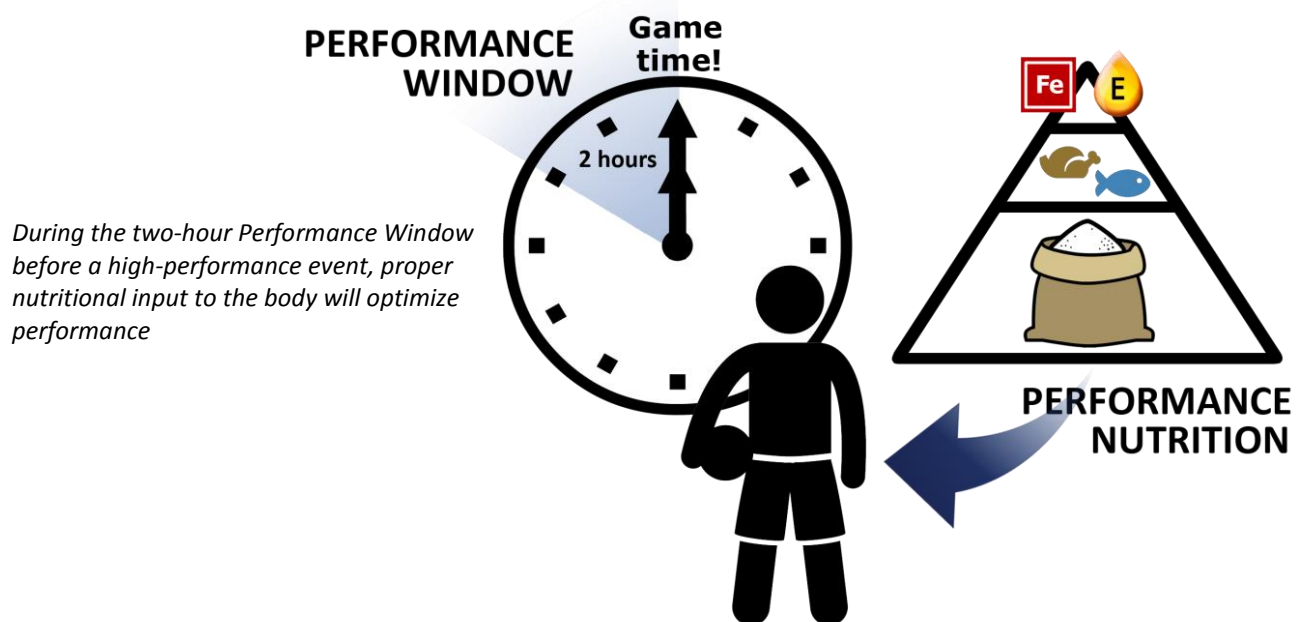 PERFORMANCE
WINDOW
Game
time!
2 hours
During the two-hour Performance Window
before a high-performance event, proper
nutritional input to the body will optimize
performance
Fe
E
PERFORMANCE
NUTRITION